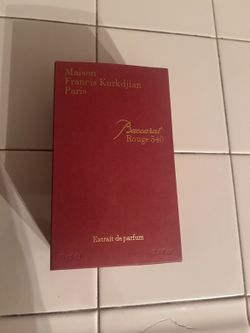 Maison
Francis Kurkdjian
Paris
Baccarat
Rouge 540
Extrait de parfum